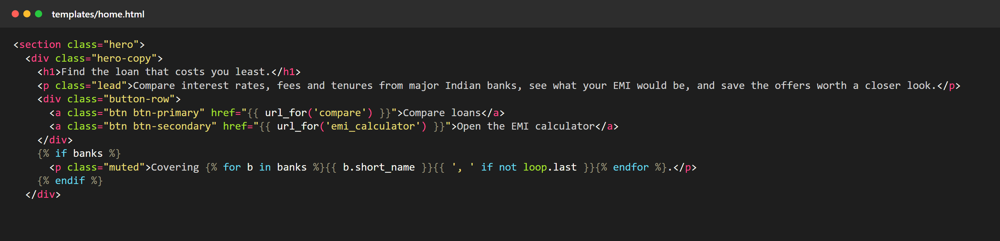 templates/home.html
<section class="hero">
  <div class="hero-copy">
    <h1>Find the loan that costs you least.</h1>
    <p class="lead">Compare interest rates, fees and tenures from major Indian banks, see what your EMI would be, and save the offers worth a closer look.</p>
    <div class="button-row">
      <a class="btn btn-primary" href="{{ url_for('compare') }}">Compare loans</a>
      <a class="btn btn-secondary" href="{{ url_for('emi_calculator') }}">Open the EMI calculator</a>
    </div>
    {% if banks %}
      <p class="muted">Covering {% for b in banks %}{{ b.short_name }}{{ ', ' if not loop.last }}{% endfor %}.</p>
    {% endif %}
  </div>